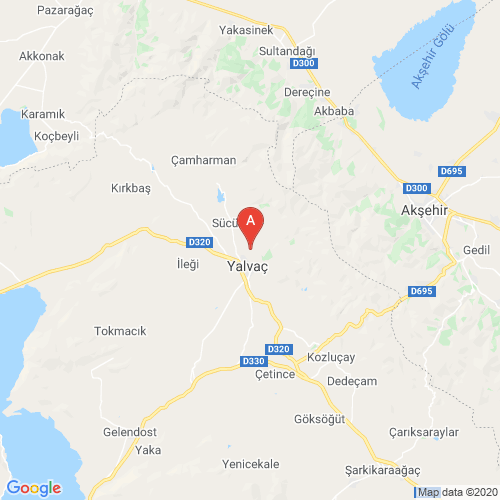 Pazarağaç
Yakasinek
Akkonak
Sultandağı
D300
Akşehir Gölü
Dereçine
Akbaba
Karamık
Koçbeyli
Çamharman
D695
Kırkbaş
D300
Akşehir
Sücü
A
D320
Gedil
İleği
Yalvaç
D695
Tokmacık
D320
Kozluçay
D330
Çetince
Dedeçam
Göksöğüt
Gelendost
Çarıksaraylar
Yaka
Yenicekale
Şarkikaraağaç
Google
Map data ©2020